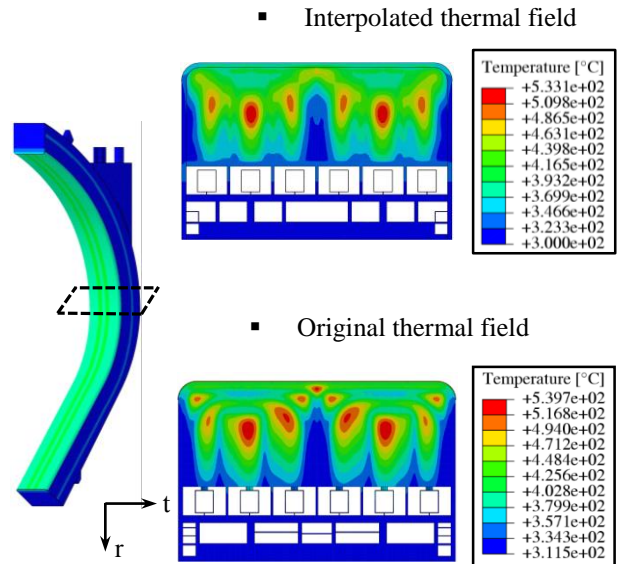 ▪ Interpolated thermal field
Temperature [°C]
+5.331e+02
+5.098e+02
+4.865e+02
+4.631e+02
+4.398e+02
+4.165e+02
+3.932e+02
+3.699e+02
+3.466e+02
+3.233e+02
+3.000e+02
▪ Original thermal field
Temperature [°C]
+5.397e+02
+5.168e+02
+4.940e+02
+4.712e+02
+4.484e+02
+4.256e+02
+4.028e+02
+3.799e+02
+3.571e+02
+3.343e+02
+3.115e+02
t
r